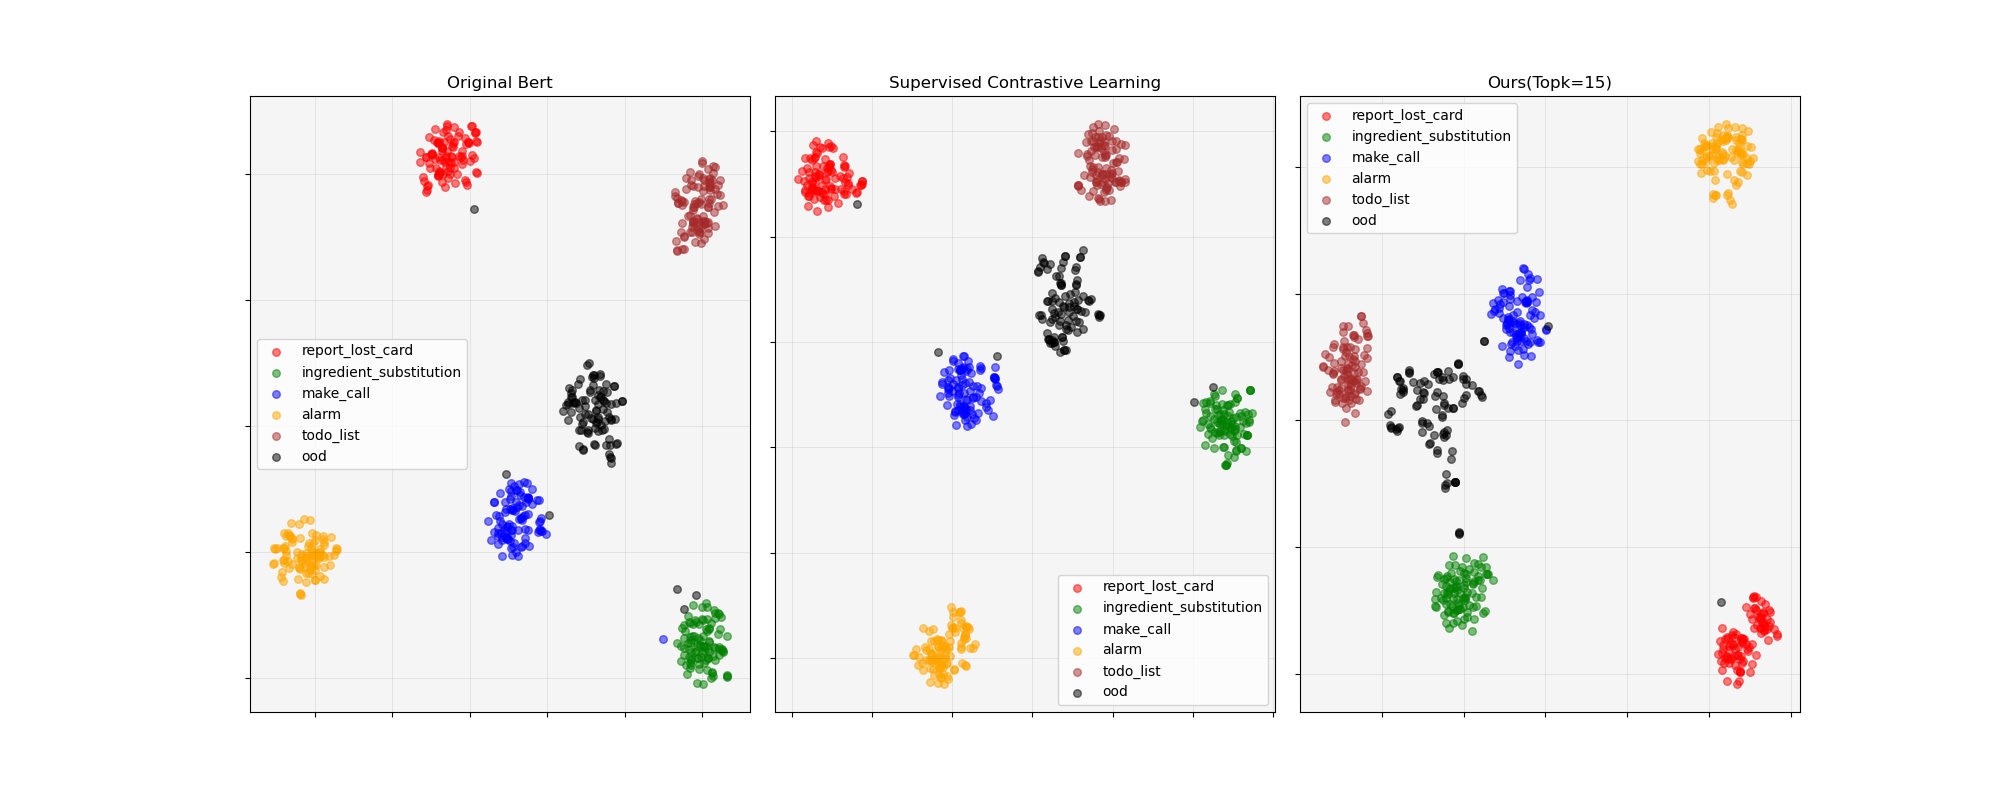 Original Bert
report_lost_card
ingredient_substitution
make_call
alarm
todo_list
ood
Supervised Contrastive Learning
report_lost_card
ingredient_substitution
make_call
alarm
todo_list
ood
Ours(Topk=15)
report_lost_card
ingredient_substitution
make_call
alarm
todo_list
ood